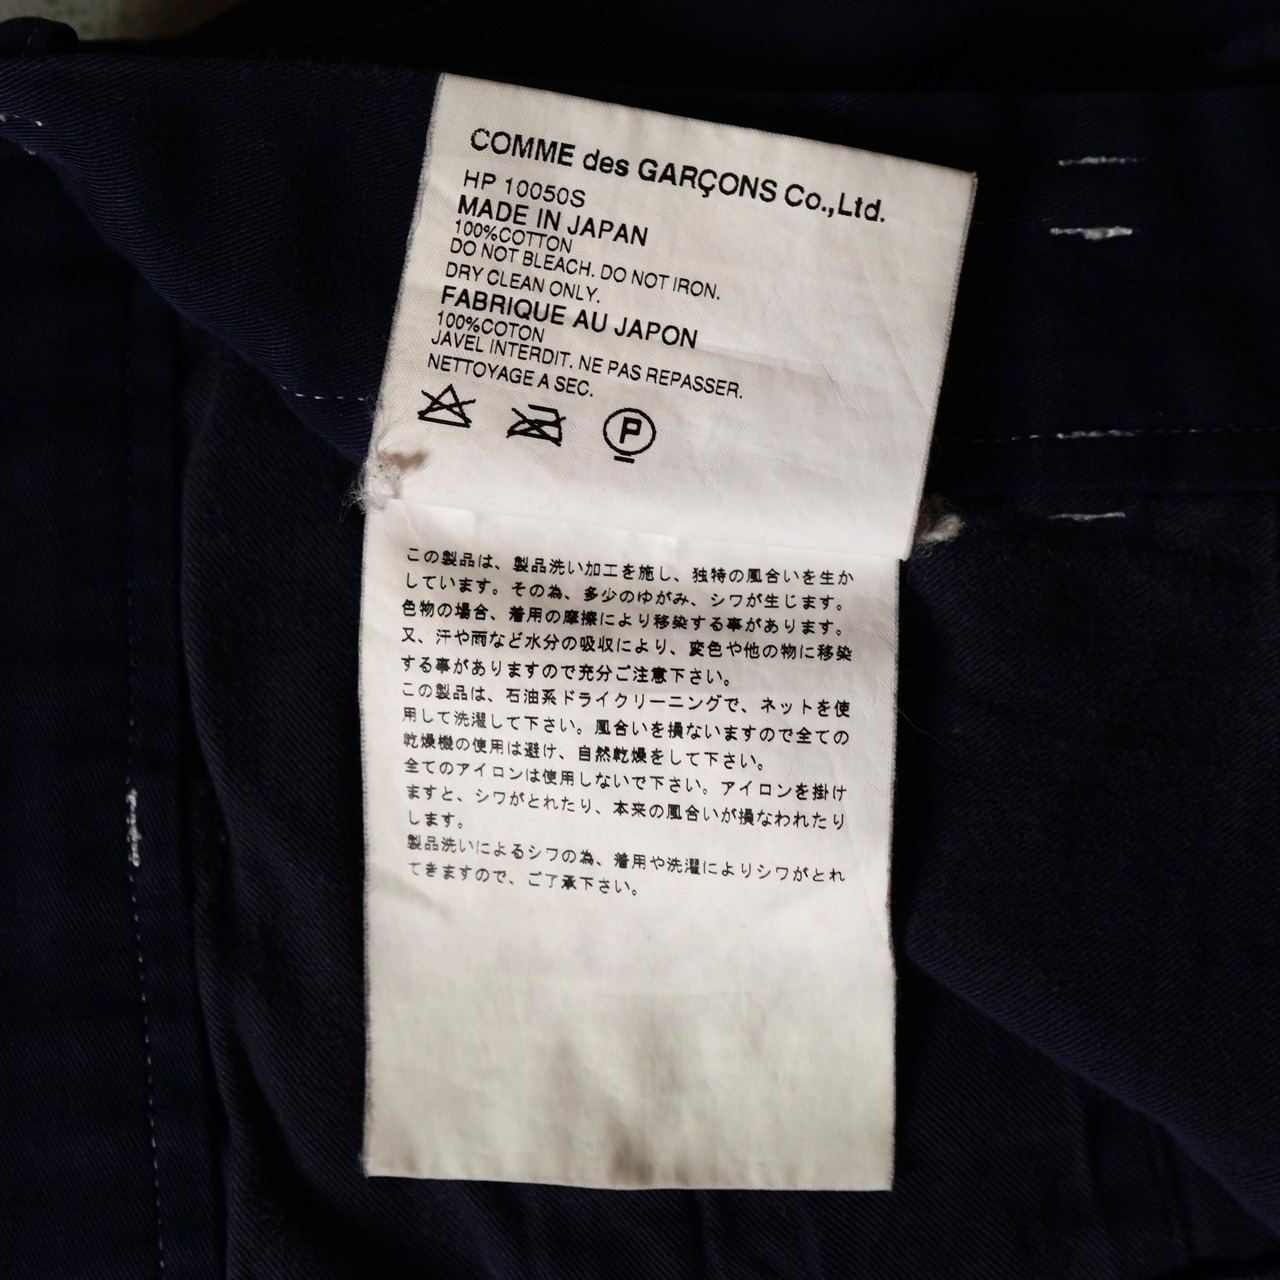 COMME des GARÇONS Co.,Ltd.
HP 10050S
MADE IN JAPAN
100%COTTON
DO NOT BLEACH. DO NOT IRON.
DRY CLEAN ONLY.
FABRIQUE AU JAPON
100%COTON
JAVEL INTERDIT. NE PAS REPASSER.
NETTOYAGE A SEC.
P
この製品は、製品洗い加工を施し、独特の風合いを生か
しています。その為、多少のゆがみ、シワが生じます。
色物の場合、着用の摩擦により移染する事があります。
又、汗や雨など水分の吸収により、変色や他の物に移染
する事がありますので充分ご注意下さい。
この製品は、石油系ドライクリーニングで、ネットを使
用して洗濯して下さい。風合いを損ないますので全ての
乾燥機の使用は避け、自然乾燥をして下さい。
全てのアイロンは使用しないで下さい。アイロンを掛け
ますと、シワがとれたり、本来の風合いが損なわれたり
します。
製品洗いによるシワの為、着用や洗濯によりシワがとれ
てきますので、ご了承下さい。